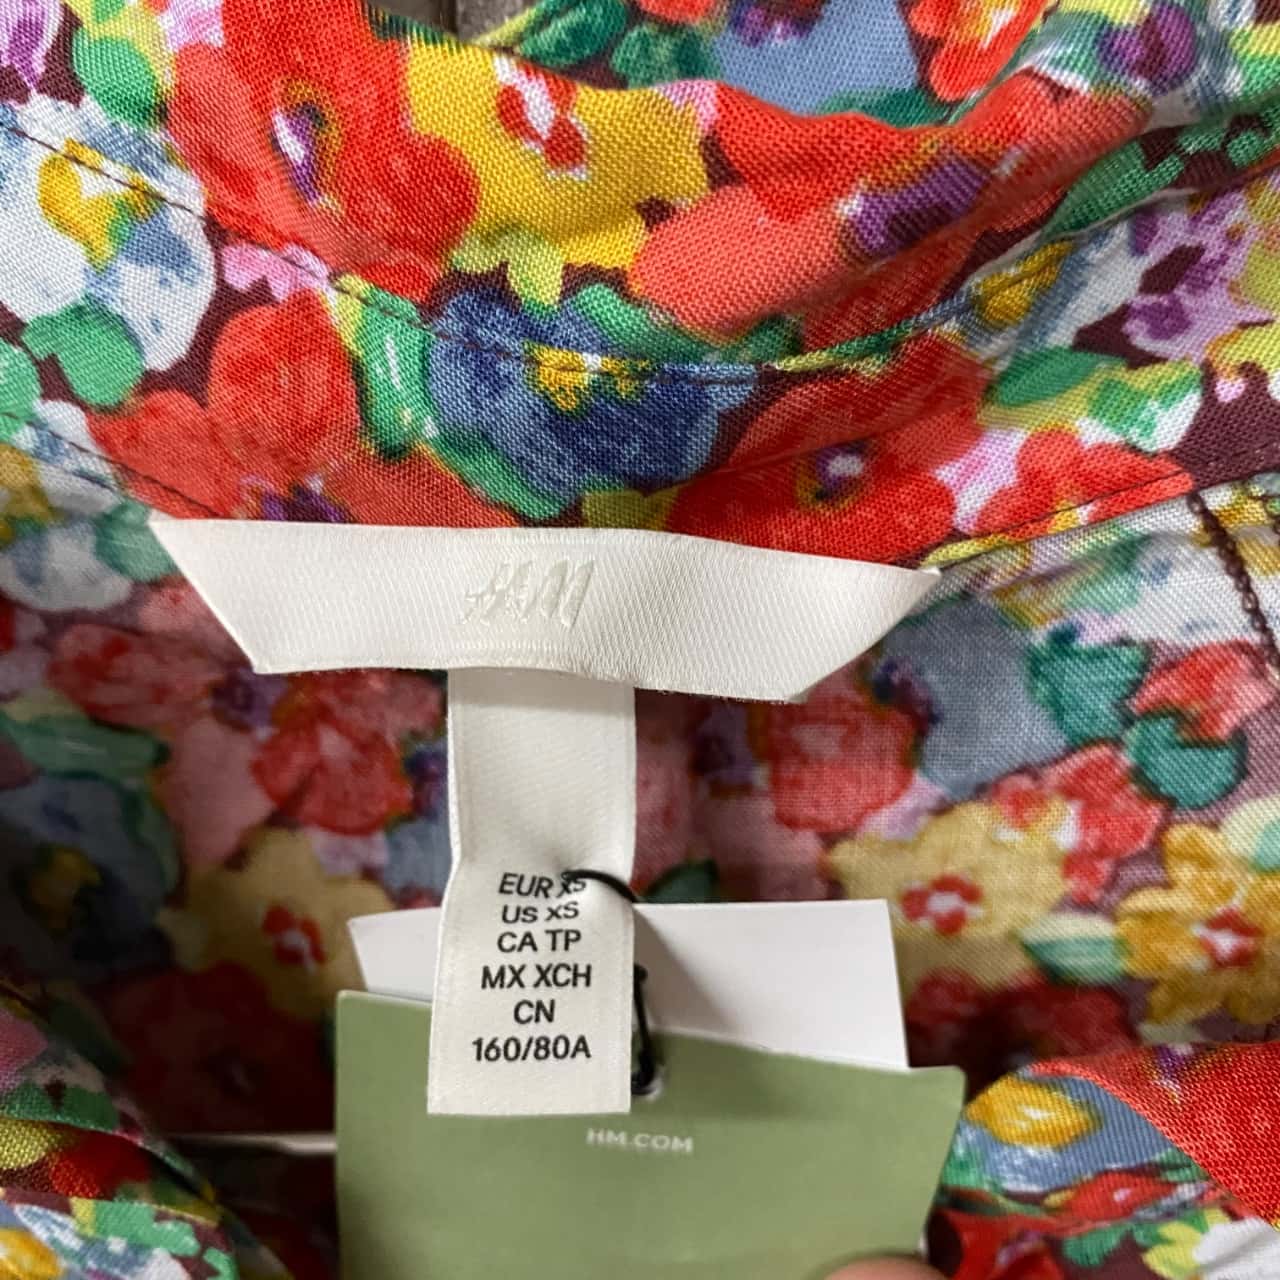 H&M
EUR XS
US XS
CA TP
MX XCH
CN
160/80A
HM.COM